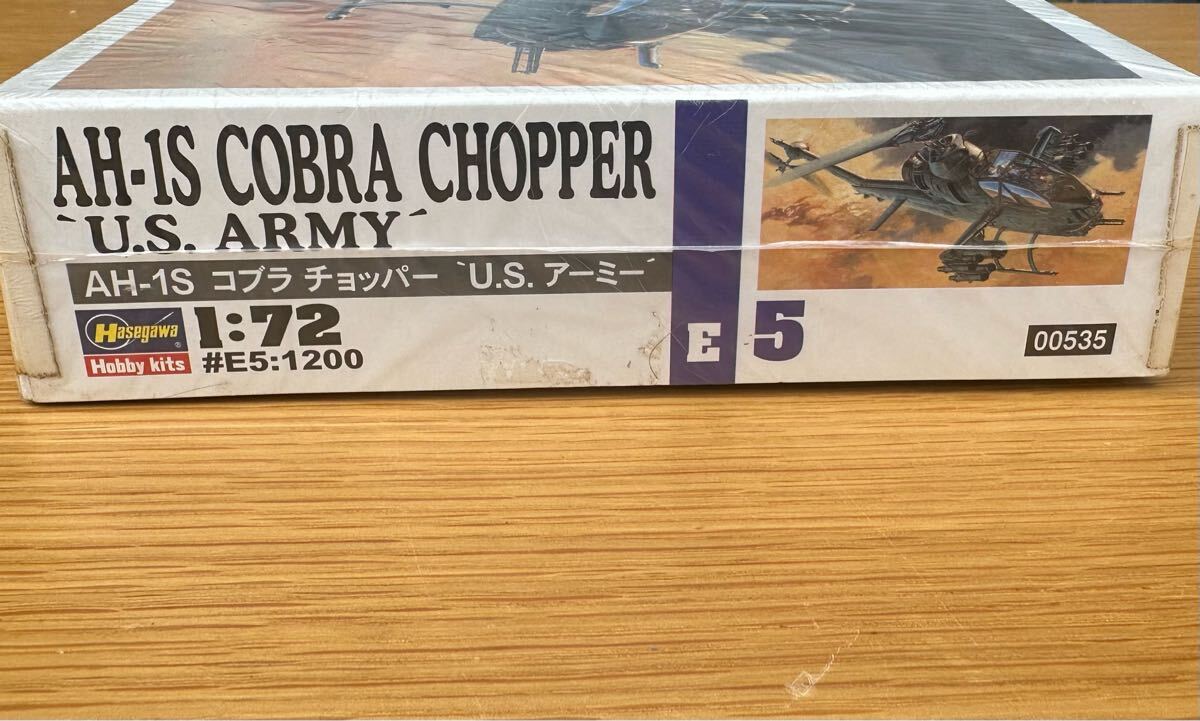 AH-1S COBRA CHOPPER
`U.S. ARMY´
AH-1S コブラ チョッパー `U.S. アーミー´
Hasegawa ®
Hobby kits
1:72
#E5:1200
E 5
00535